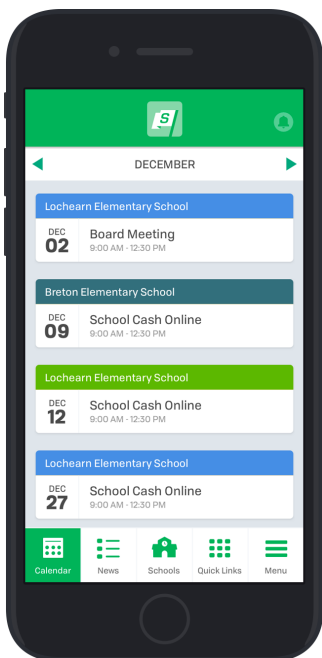 S
DECEMBER
Lochearn Elementary School
DEC
02
Board Meeting
9:00 AM - 12:30 PM
Breton Elementary School
DEC
09
School Cash Online
9:00 AM - 12:30 PM
Lochearn Elementary School
DEC
12
School Cash Online
9:00 AM - 12:30 PM
Lochearn Elementary School
DEC
27
School Cash Online
9:00 AM - 12:30 PM
Calendar News Schools Quick Links Menu